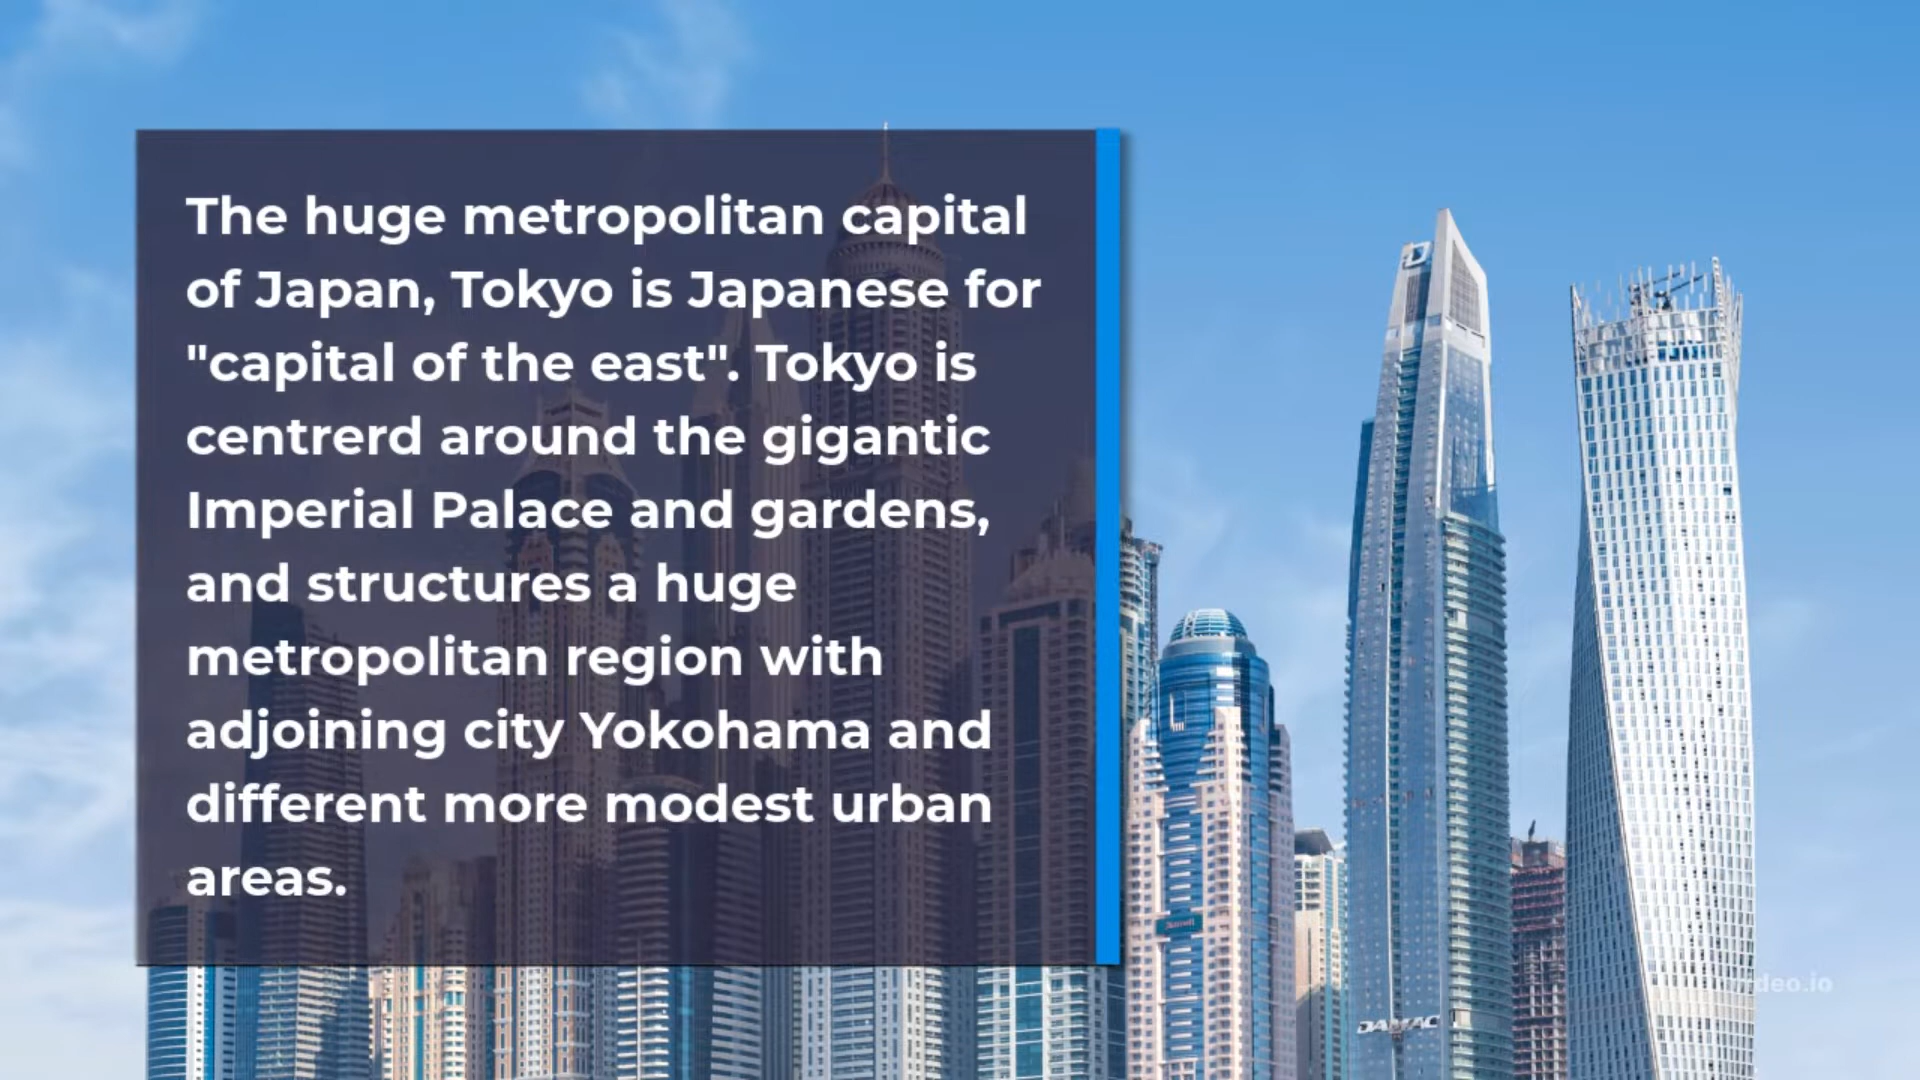 The huge metropolitan capital
of Japan, Tokyo is Japanese for
"capital of the east". Tokyo is
centrerd around the gigantic
Imperial Palace and gardens,
and structures a huge
metropolitan region with
adjoining city Yokohama and
different more modest urban
areas.
DAMAC